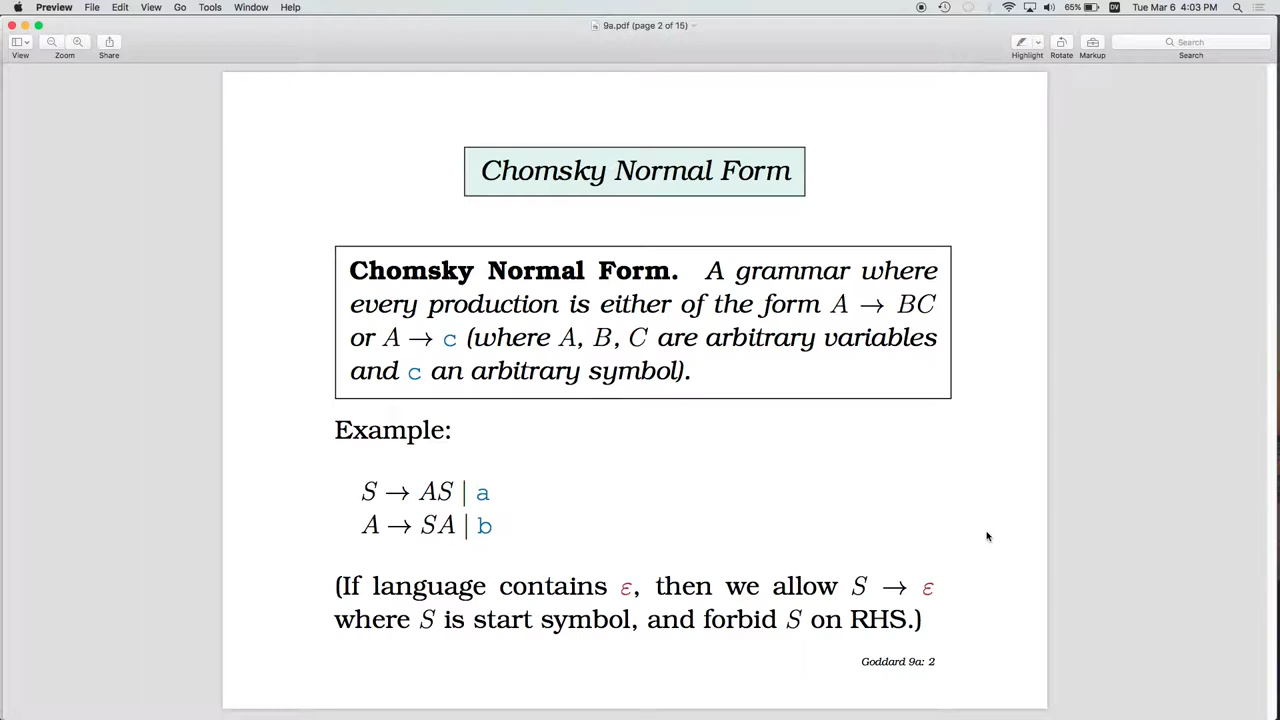 Preview File Edit View Go Tools Window Help 65% DV Tue Mar 6 4:03 PM
9a.pdf (page 2 of 15)
View Zoom Share Highlight Rotate Markup Search
Search
Chomsky Normal Form
Chomsky Normal Form. A grammar where
every production is either of the form A → BC
or A → c (where A, B, C are arbitrary variables
and c an arbitrary symbol).
Example:
S → AS | a
A → SA | b
(If language contains ε, then we allow S → ε
where S is start symbol, and forbid S on RHS.)
Goddard 9a: 2